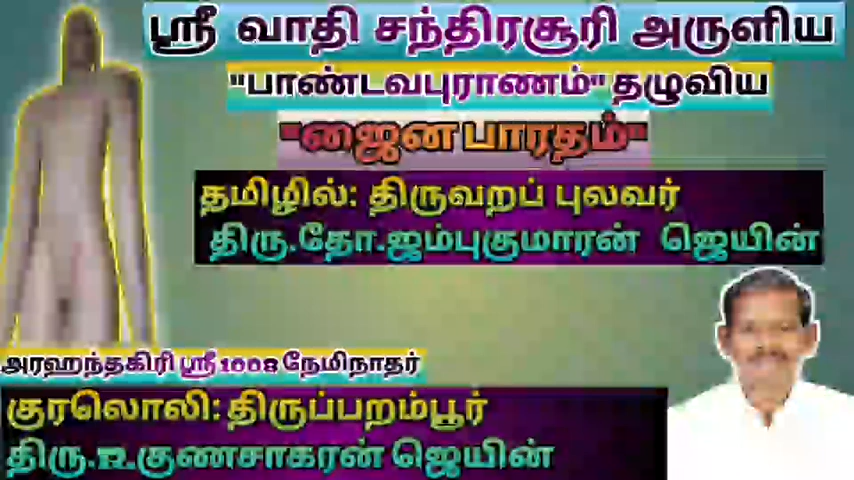 ஸ்ரீ வாதி சந்திரசூரி அருளிய
"பாண்டவபுராணம்" தழுவிய
"ஜைன பாரதம்"
தமிழில்: திருவறப் புலவர்
திரு.தோ.ஜம்புகுமாரன் ஜெயின்
அரஹந்தகிரி ஸ்ரீ 1008 நேமிநாதர்
குரலொலி: திருப்பறம்பூர்
குணசாகரன் ஜெயின்